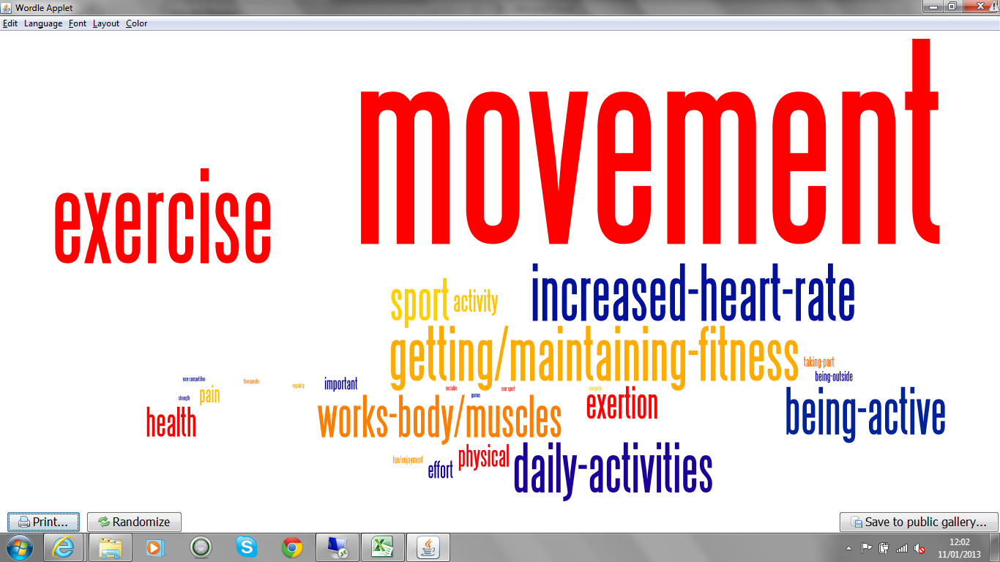 Wordle Applet
Edit Language Font Layout Color
movement
exercise
increased-heart-rate
sport activity
getting/maintaining-fitness
taking-part
being-outside
non-competitive
therapeutic
regularly
important
sociable
non-sport
energetic
games
strength
pain
exertion
being-active
health
works-body/muscles
physical
daily-activities
fun/enjoyment
effort
Print...
Randomize
Save to public gallery...
12:02
11/01/2013